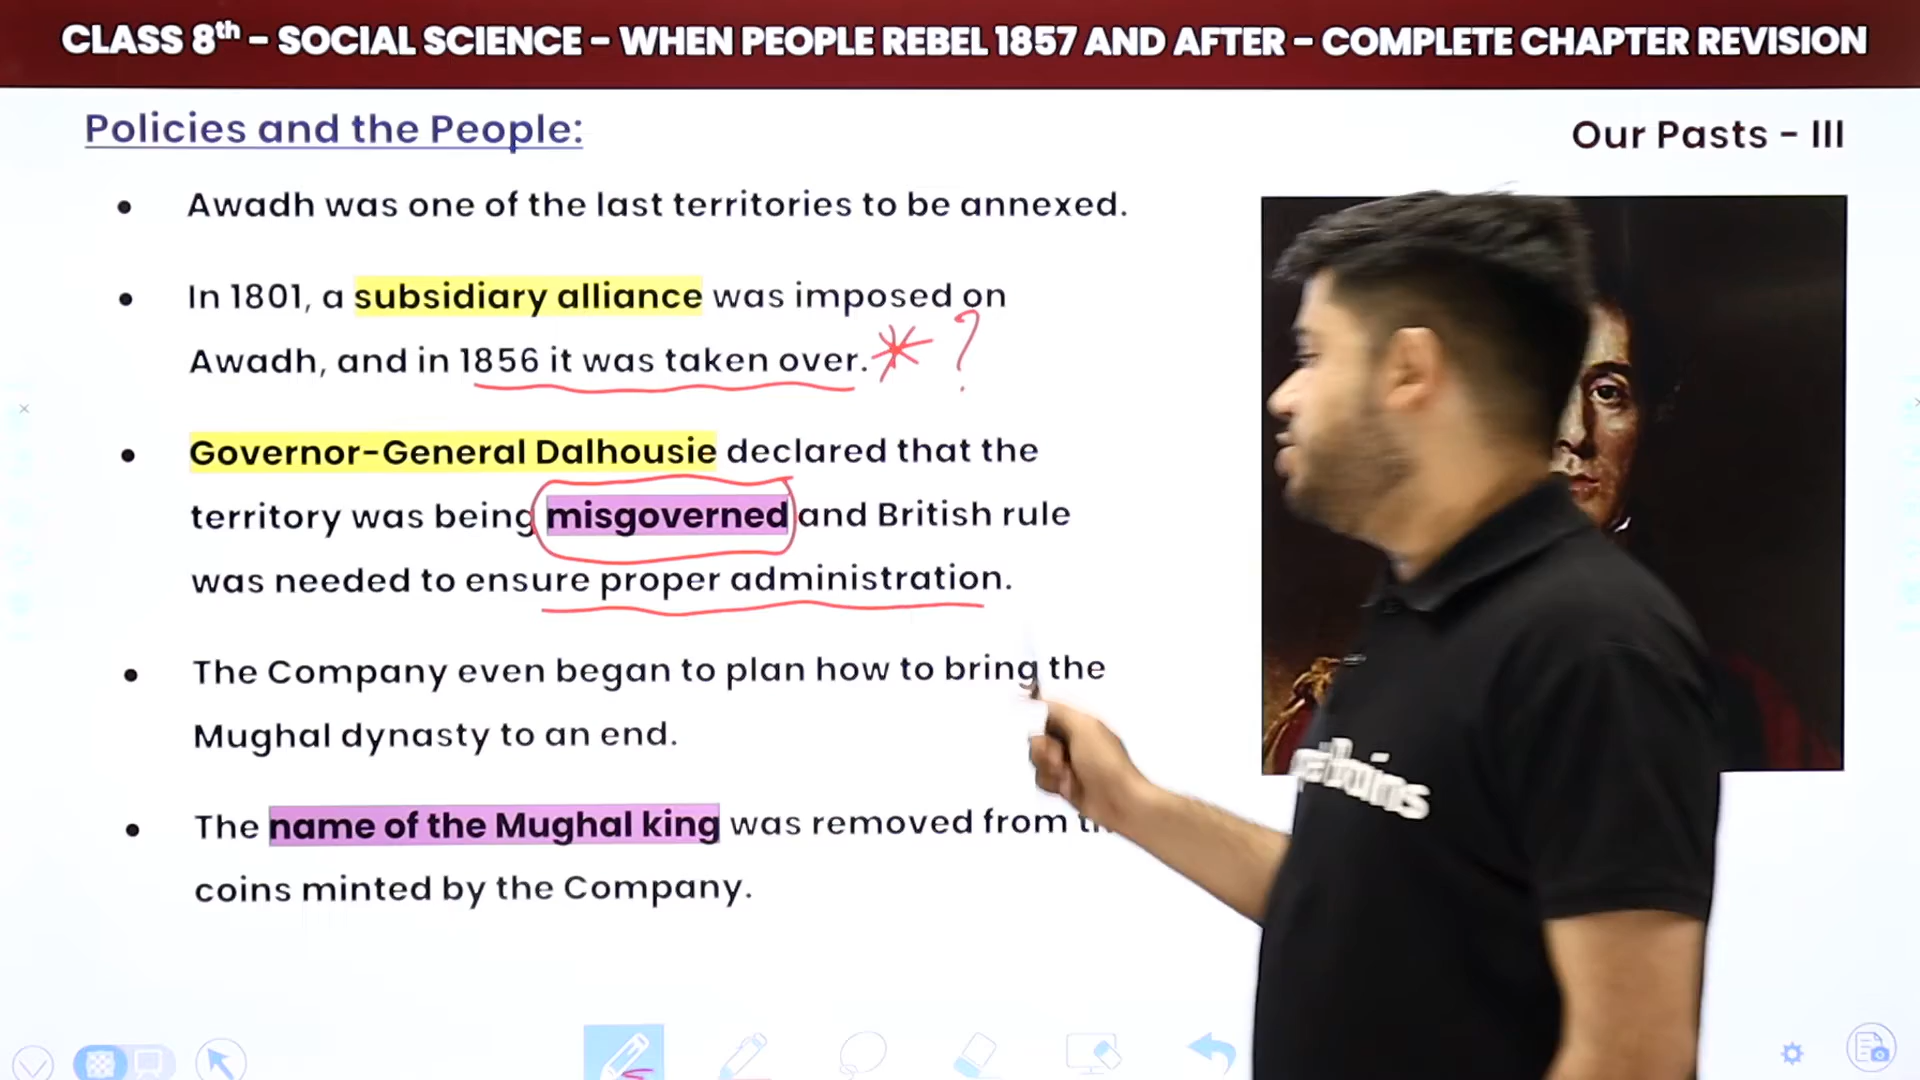 CLASS 8th – SOCIAL SCIENCE – WHEN PEOPLE REBEL 1857 AND AFTER – COMPLETE CHAPTER REVISION
Policies and the People:
Our Pasts - III
• Awadh was one of the last territories to be annexed.
• In 1801, a subsidiary alliance was imposed on
Awadh, and in 1856 it was taken over. * ?
• Governor-General Dalhousie declared that the
territory was being misgoverned and British rule
was needed to ensure proper administration.
• The Company even began to plan how to bring the
Mughal dynasty to an end.
• The name of the Mughal king was removed from
coins minted by the Company.